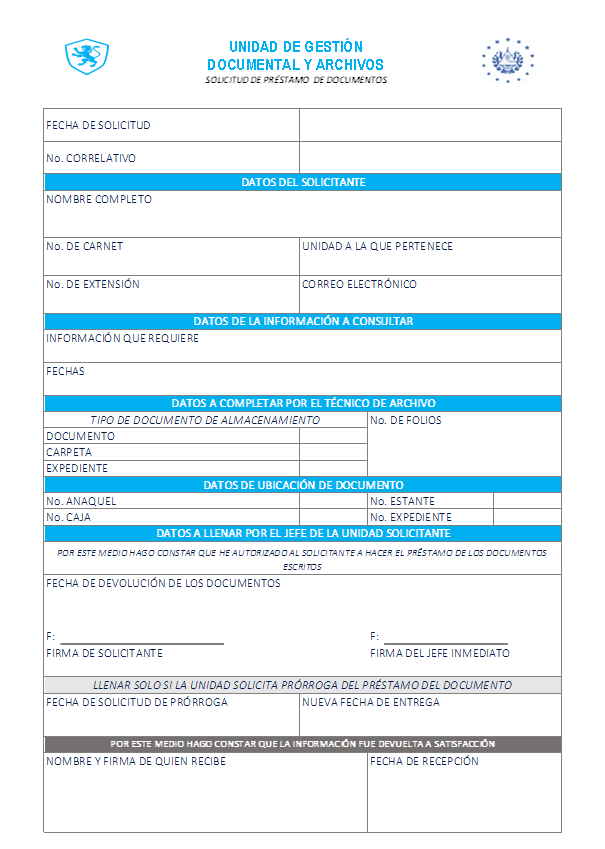 UNIDAD DE GESTIÓN
DOCUMENTAL Y ARCHIVOS
SOLICITUD DE PRÉSTAMO DE DOCUMENTOS
FECHA DE SOLICITUD
No. CORRELATIVO
DATOS DEL SOLICITANTE
NOMBRE COMPLETO
No. DE CARNET
UNIDAD A LA QUE PERTENECE
No. DE EXTENSIÓN
CORREO ELECTRÓNICO
DATOS DE LA INFORMACIÓN A CONSULTAR
INFORMACIÓN QUE REQUIERE
FECHAS
DATOS A COMPLETAR POR EL TÉCNICO DE ARCHIVO
TIPO DE DOCUMENTO DE ALMACENAMIENTO
No. DE FOLIOS
DOCUMENTO
CARPETA
EXPEDIENTE
DATOS DE UBICACIÓN DE DOCUMENTO
No. ANAQUEL
No. ESTANTE
No. CAJA
No. EXPEDIENTE
DATOS A LLENAR POR EL JEFE DE LA UNIDAD SOLICITANTE
POR ESTE MEDIO HAGO CONSTAR QUE HE AUTORIZADO AL SOLICITANTE A HACER EL PRÉSTAMO DE LOS DOCUMENTOS
ESCRITOS
FECHA DE DEVOLUCIÓN DE LOS DOCUMENTOS
F:
F:
FIRMA DE SOLICITANTE
FIRMA DEL JEFE INMEDIATO
LLENAR SOLO SI LA UNIDAD SOLICITA PRÓRROGA DEL PRÉSTAMO DEL DOCUMENTO
FECHA DE SOLICITUD DE PRÓRROGA
NUEVA FECHA DE ENTREGA
POR ESTE MEDIO HAGO CONSTAR QUE LA INFORMACIÓN FUE DEVUELTA A SATISFACCIÓN
NOMBRE Y FIRMA DE QUIEN RECIBE
FECHA DE RECEPCIÓN